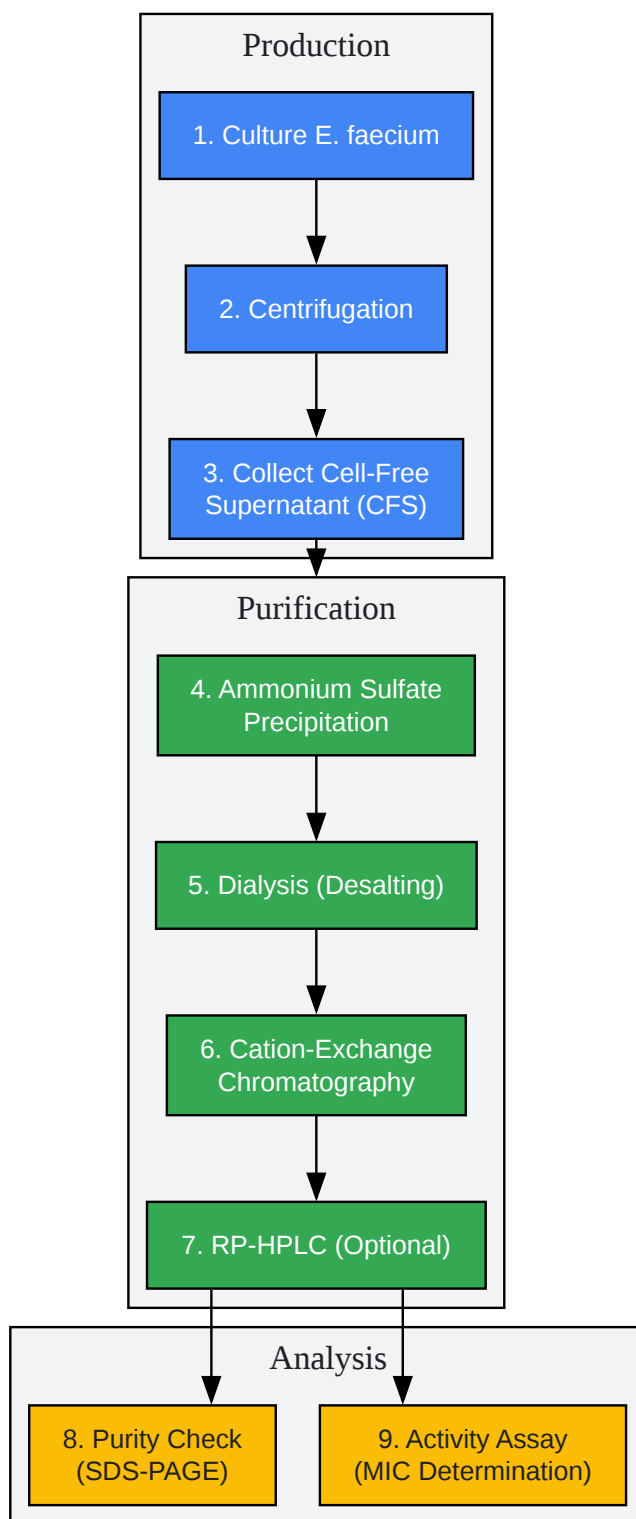 Production
1. Culture E. faecium
2. Centrifugation
3. Collect Cell-Free
Supernatant (CFS)
Purification
4. Ammonium Sulfate
Precipitation
5. Dialysis (Desalting)
6. Cation-Exchange
Chromatography
7. RP-HPLC (Optional)
Analysis
8. Purity Check
(SDS-PAGE)
9. Activity Assay
(MIC Determination)